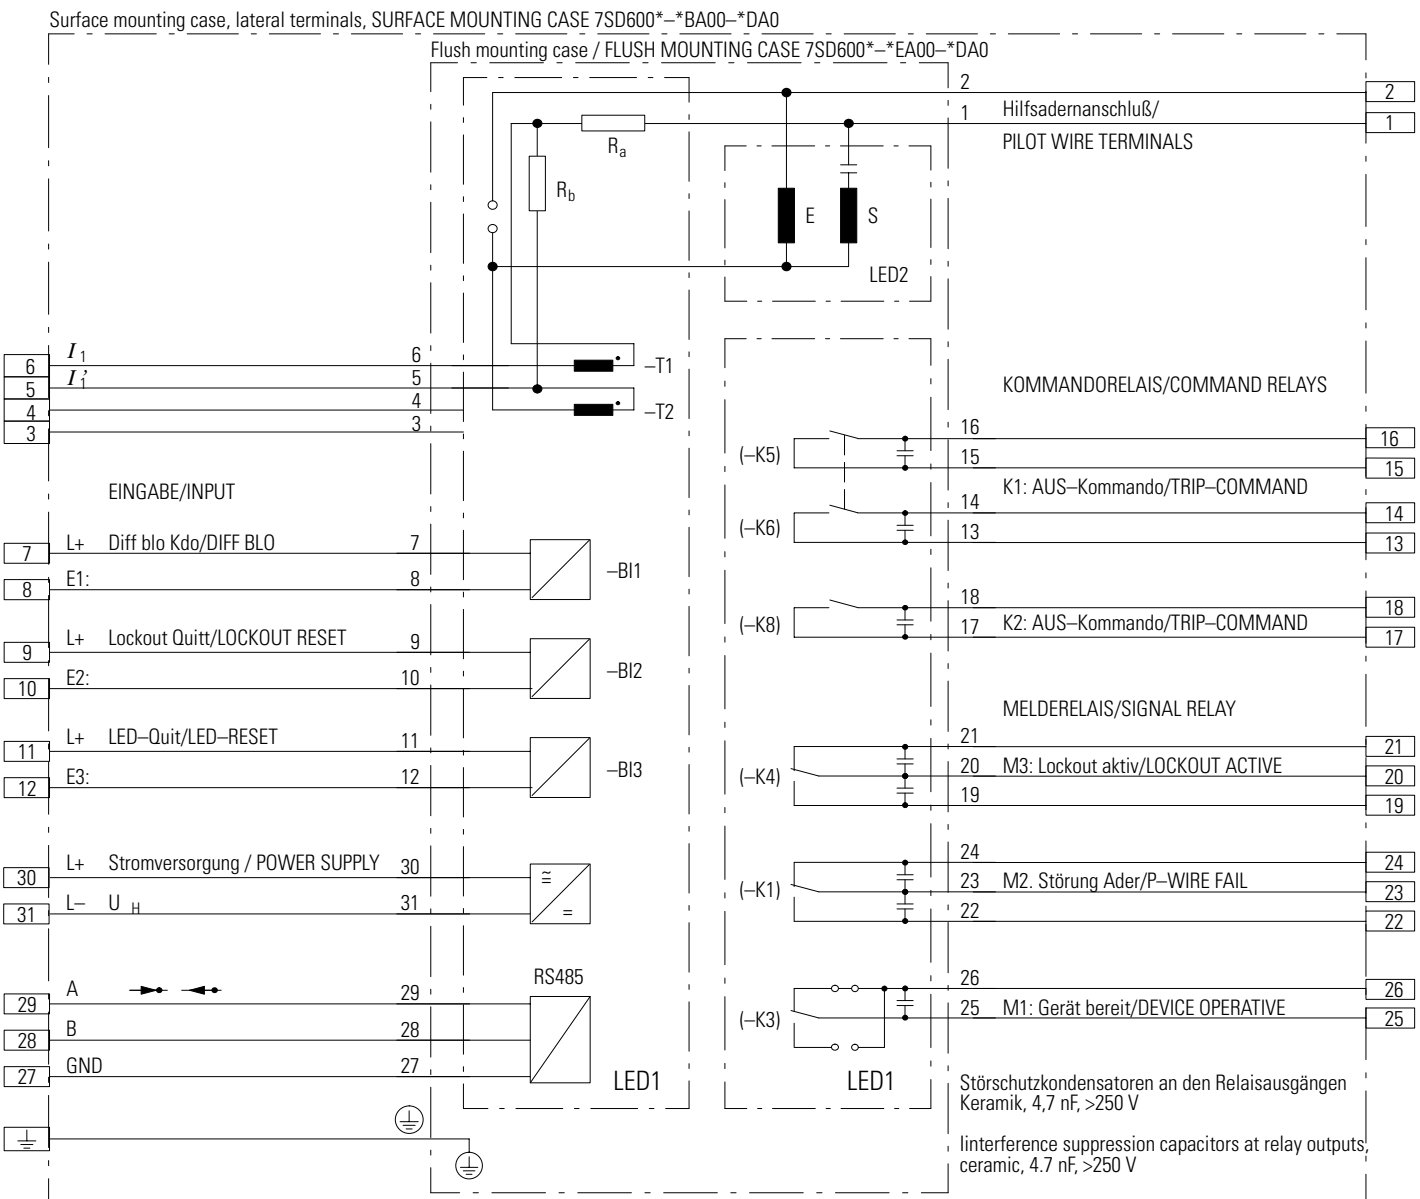 Surface mounting case, lateral terminals, SURFACE MOUNTING CASE 7SD600*–*BA00–*DA0
Flush mounting case / FLUSH MOUNTING CASE 7SD600*–*EA00–*DA0
2
2
1
Hilfsadernanschluß/
1
PILOT WIRE TERMINALS
Ra
Rb
E
S
LED2
6
I1
6
–T1
5
I1’
5
4
4
–T2
3
3
KOMMANDORELAIS/COMMAND RELAYS
(–K5)
16
16
15
15
K1: AUS–Kommando/TRIP–COMMAND
(–K6)
14
14
13
13
EINGABE/INPUT
7
L+
Diff blo Kdo/DIFF BLO
7
–BI1
8
E1:
8
(–K8)
18
18
17
K2: AUS–Kommando/TRIP–COMMAND
17
9
L+
Lockout Quitt/LOCKOUT RESET
9
–BI2
10
E2:
10
MELDERELAIS/SIGNAL RELAY
11
L+
LED–Quit/LED–RESET
11
–BI3
12
E3:
12
(–K4)
21
21
20
M3: Lockout aktiv/LOCKOUT ACTIVE
20
19
19
30
L+
Stromversorgung / POWER SUPPLY
30
31
L–
UH
31
(–K1)
24
24
23
M2. Störung Ader/P–WIRE FAIL
23
22
22
RS485
29
A
29
28
B
28
27
GND
27
LED1
(–K3)
26
26
25
M1: Gerät bereit/DEVICE OPERATIVE
25
LED1
Störschutzkondensatoren an den Relaisausgängen
Keramik, 4,7 nF, >250 V
Iinterference suppression capacitors at relay outputs,
ceramic, 4.7 nF, >250 V